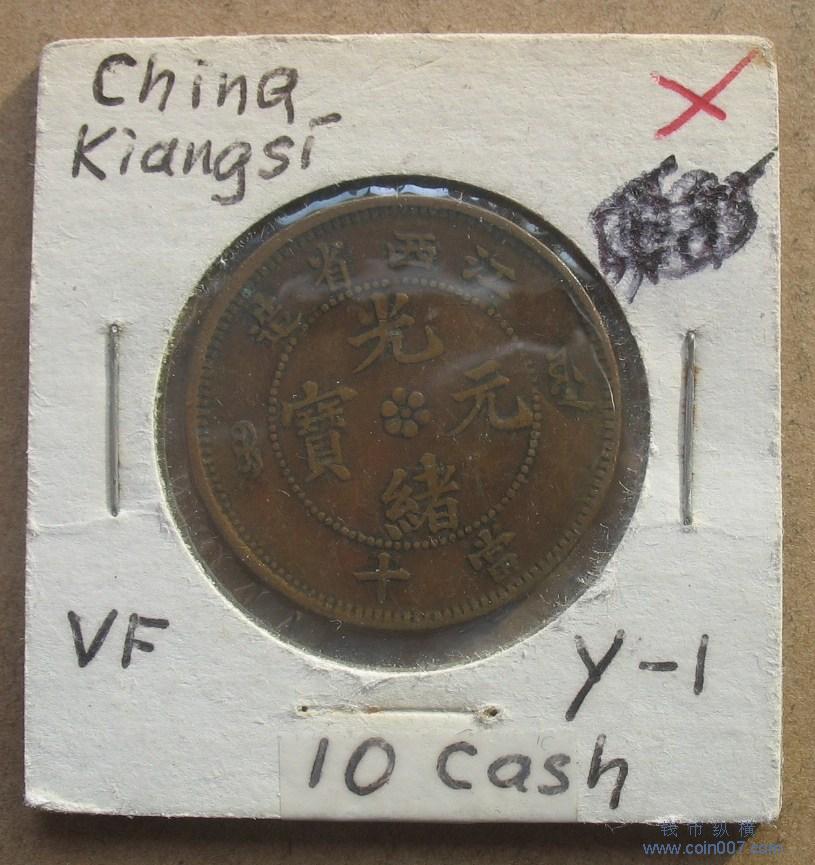 China
Kiangsi
江西省造
光緒元寶
當十
VF
Y-1
10 Cash
钱币纵横
www.coin007.com